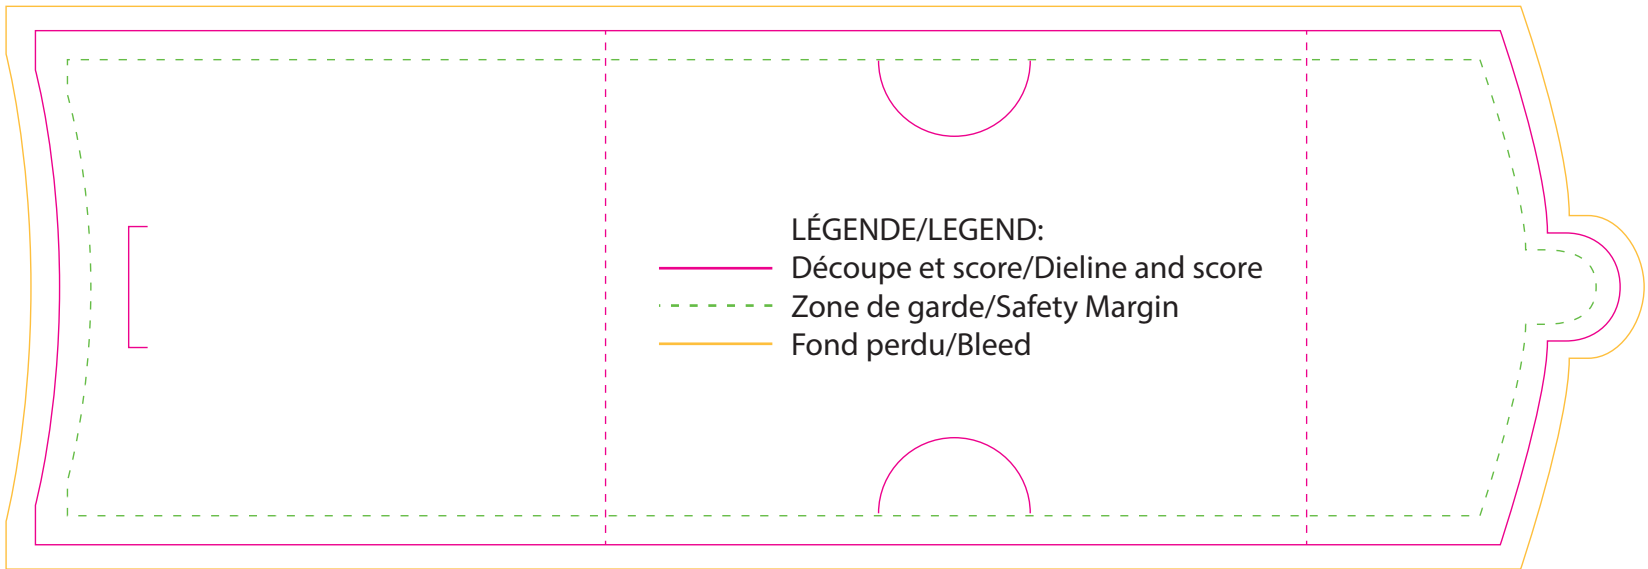 LÉGENDE/LEGEND:
Découpe et score/Dieline and score
Zone de garde/Safety Margin
Fond perdu/Bleed